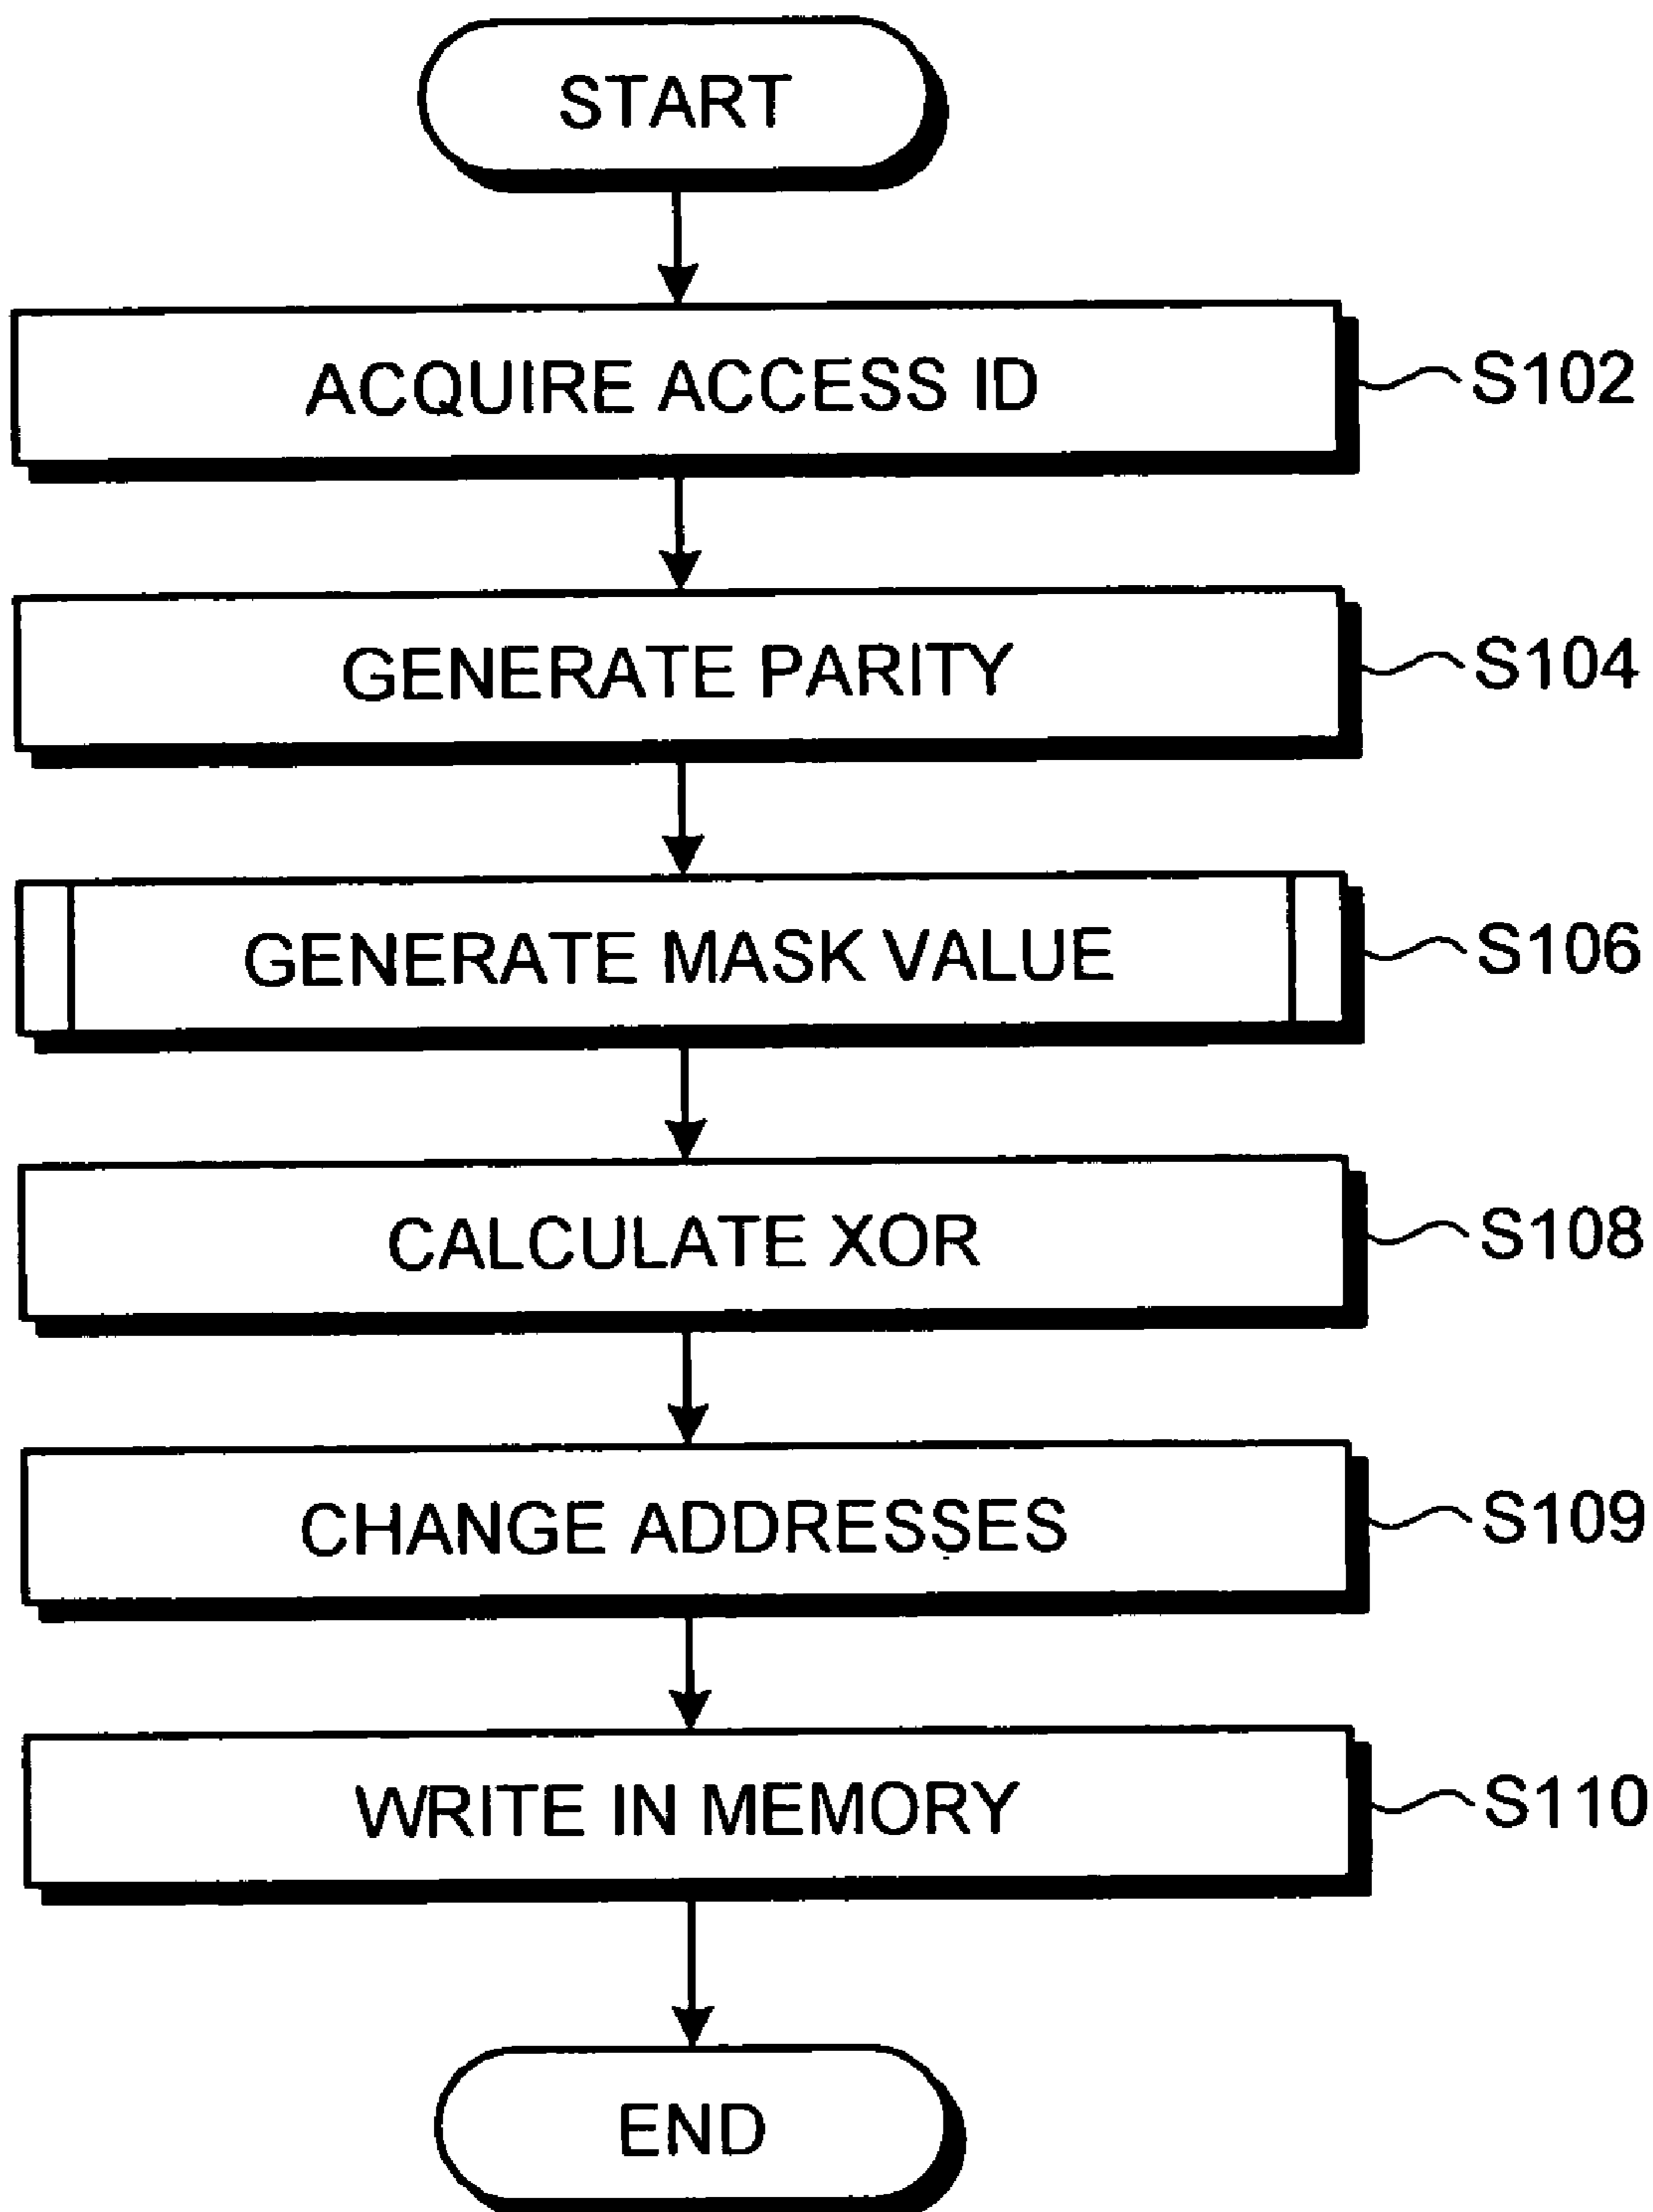 START
ACQUIRE ACCESS ID
S102
GENERATE PARITY
S104
GENERATE MASK VALUE
S106
CALCULATE XOR
S108
CHANGE ADDRESSES
S109
WRITE IN MEMORY
S110
END